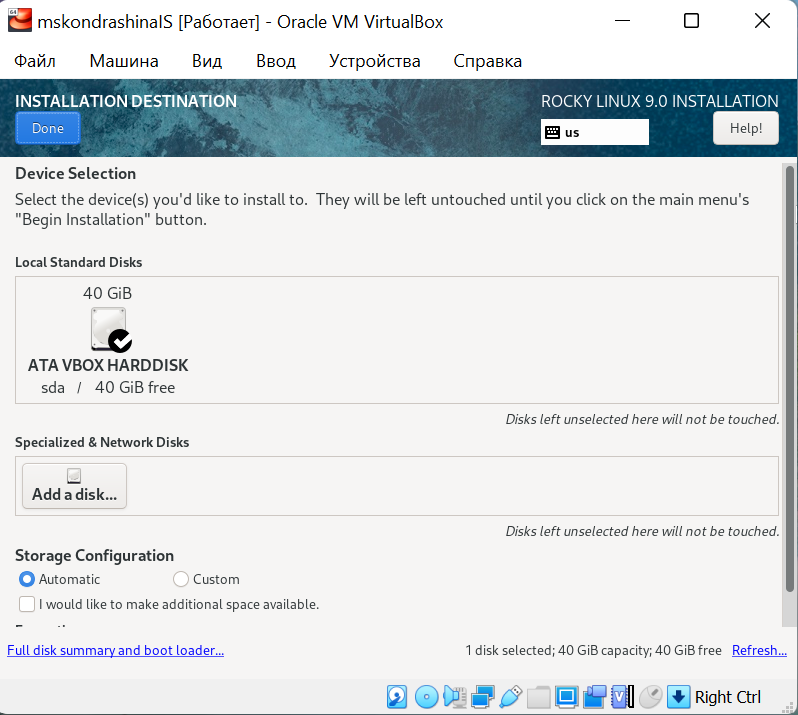 mskondrashinaIS [Работает] - Oracle VM VirtualBox
Файл Машина Вид Ввод Устройства Справка
INSTALLATION DESTINATION
ROCKY LINUX 9.0 INSTALLATION
Done
us
Help!
Device Selection
Select the device(s) you'd like to install to. They will be left untouched until you click on the main menu's
"Begin Installation" button.
Local Standard Disks
40 GiB
ATA VBOX HARDDISK
sda / 40 GiB free
Disks left unselected here will not be touched.
Specialized & Network Disks
Add a disk...
Disks left unselected here will not be touched.
Storage Configuration
Automatic Custom
I would like to make additional space available.
Full disk summary and boot loader...
1 disk selected; 40 GiB capacity; 40 GiB free Refresh...
Right Ctrl